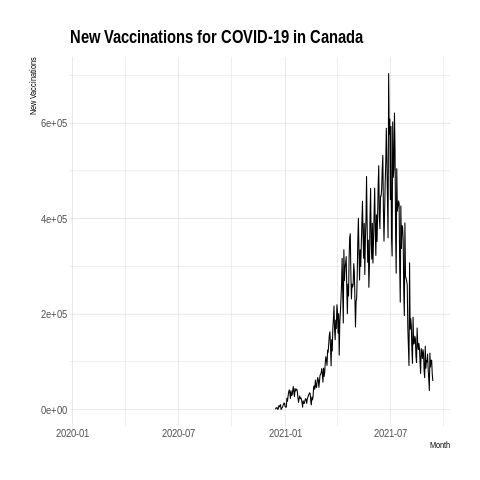 New Vaccinations for COVID-19 in Canada
New Vaccinations
6e+05
4e+05
2e+05
0e+00
2020-01
2020-07
2021-01
2021-07
Month